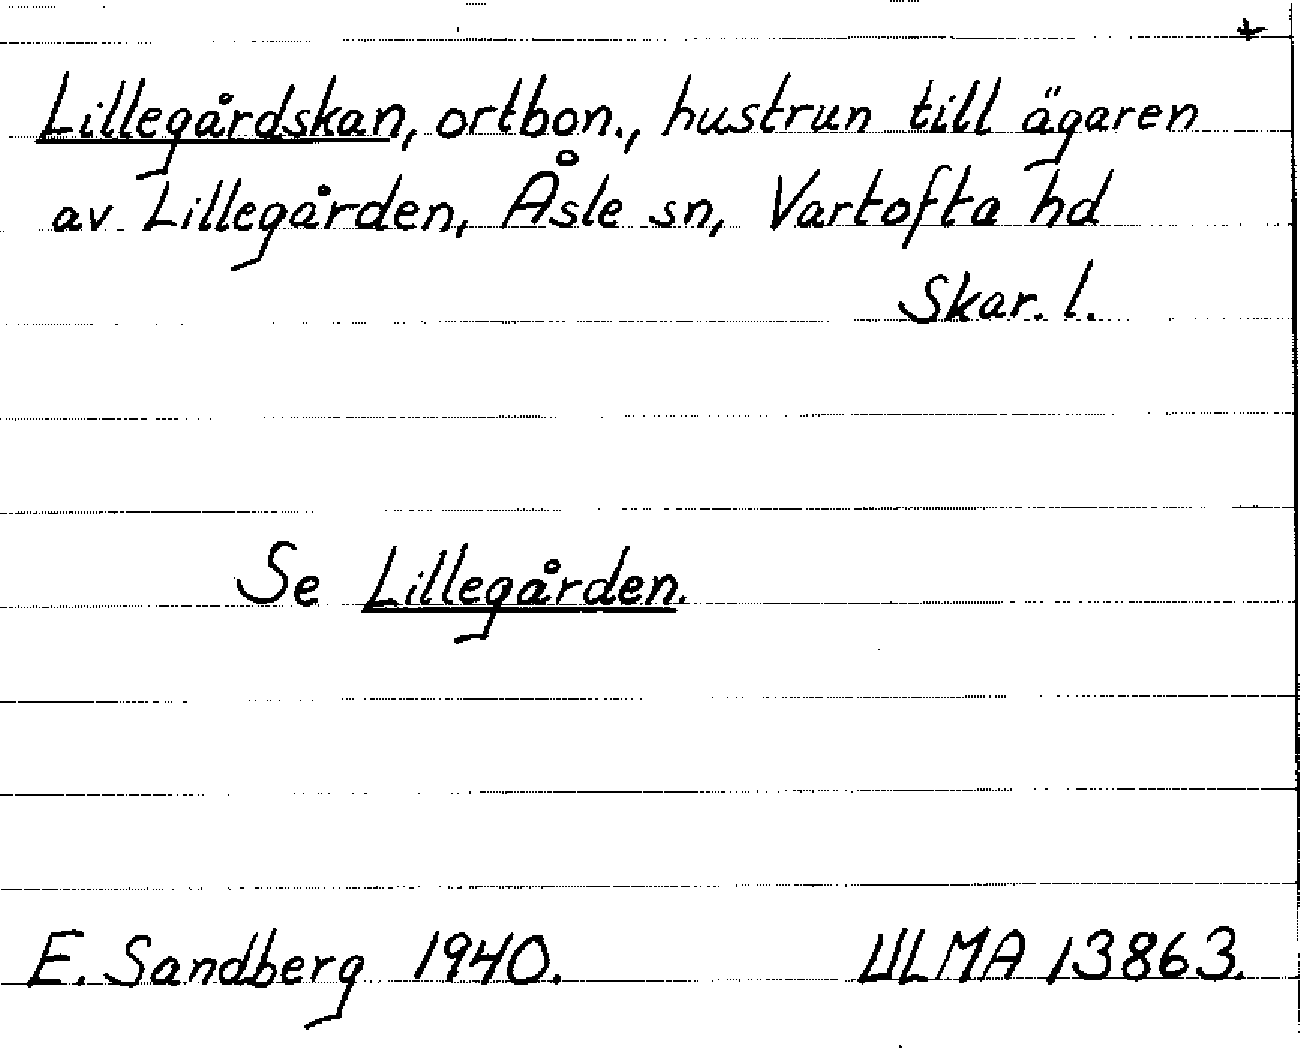 +
Lillegårdskan, ortbon., hustrun till ägaren
av Lillegården, Åsle sn, Vartofta hd
Skar. l.
Se Lillegården.
E. Sandberg 1940. ULMA 13863.